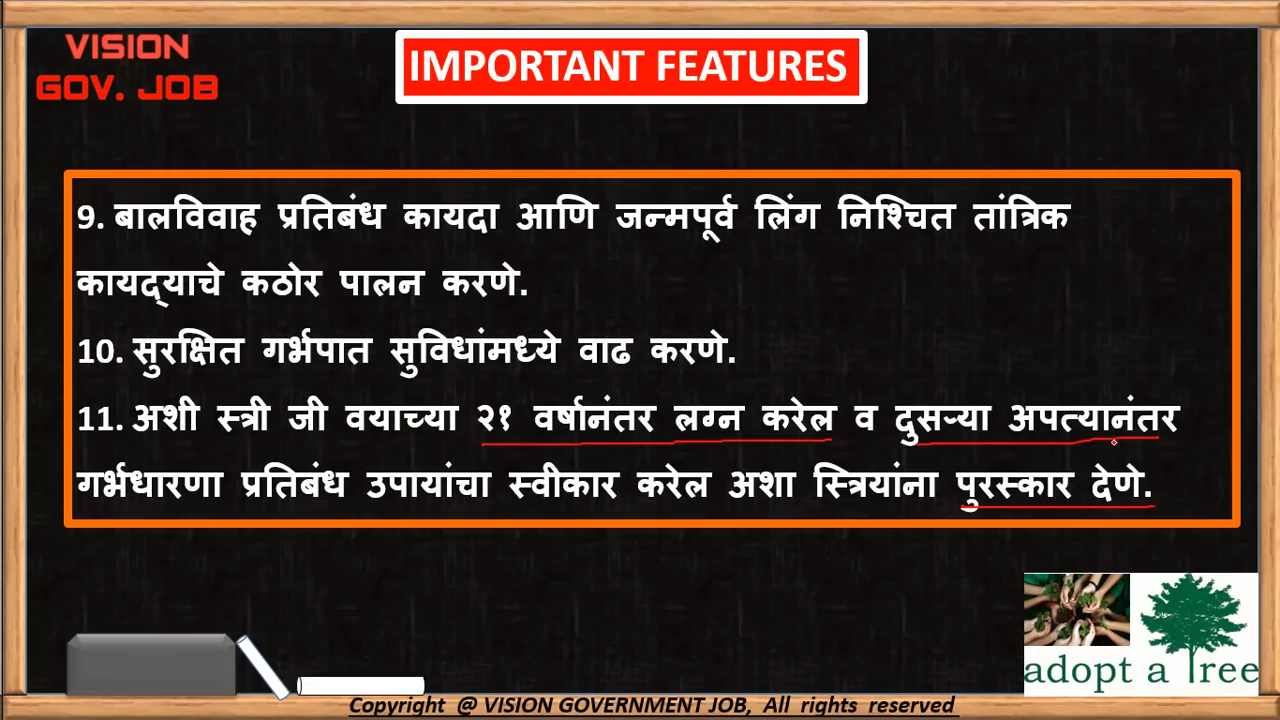 VISION
GOV. JOB
IMPORTANT FEATURES
9. बालविवाह प्रतिबंध कायदा आणि जन्मपूर्व लिंग निश्चित तांत्रिक
कायद्याचे कठोर पालन करणे.
10. सुरक्षित गर्भपात सुविधांमध्ये वाढ करणे.
11. अशी स्त्री जी वयाच्या २१ वर्षानंतर लग्न करेल व दुसऱ्या अपत्यानंतर
गर्भधारणा प्रतिबंध उपायांचा स्वीकार करेल अशा स्त्रियांना पुरस्कार देणे.
adopt a Tree
Copyright @ VISION GOVERNMENT JOB, All rights reserved